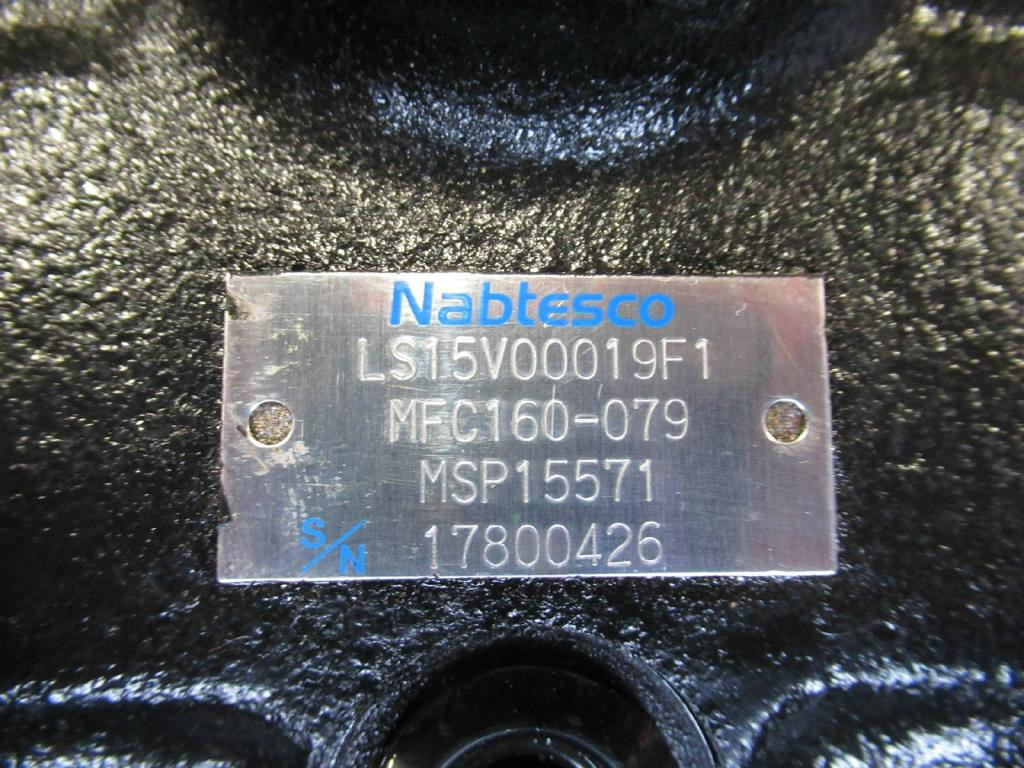 Nabtesco
LS15V00019F1
MFC160-079
MSP15571
S/N 17800426